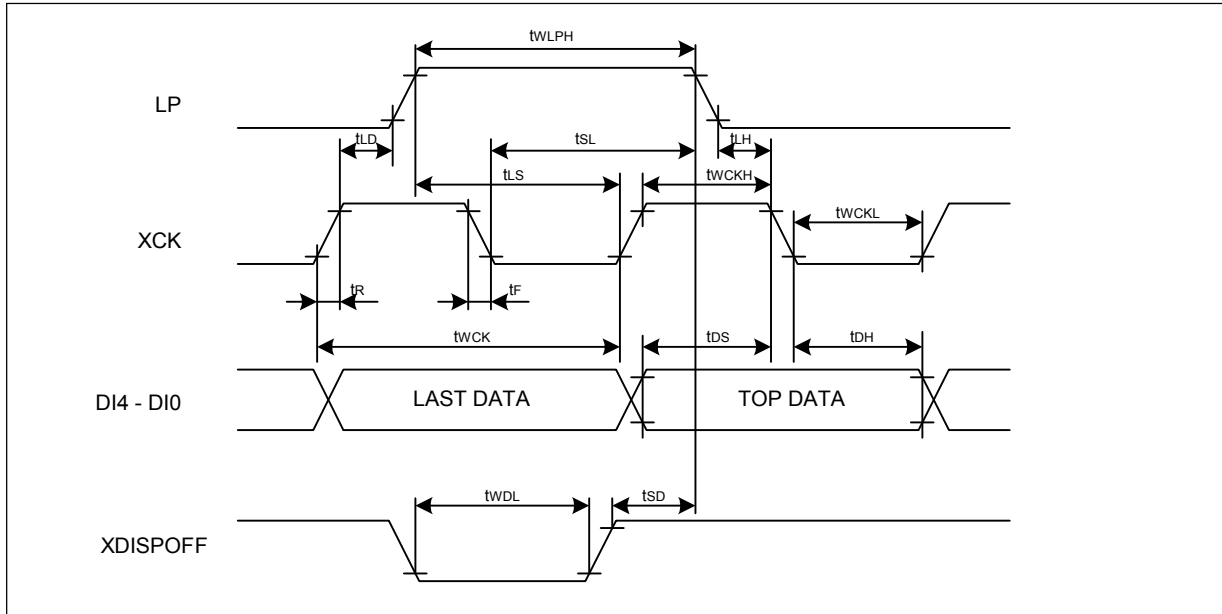 tWLPH
LP
tLD
tSL
tLH
tLS
tWCKH
tWCKL
XCK
tR
tF
tWCK
tDS
tDH
DI4 - DI0
LAST DATA
TOP DATA
tWDL
tSD
XDISPOFF